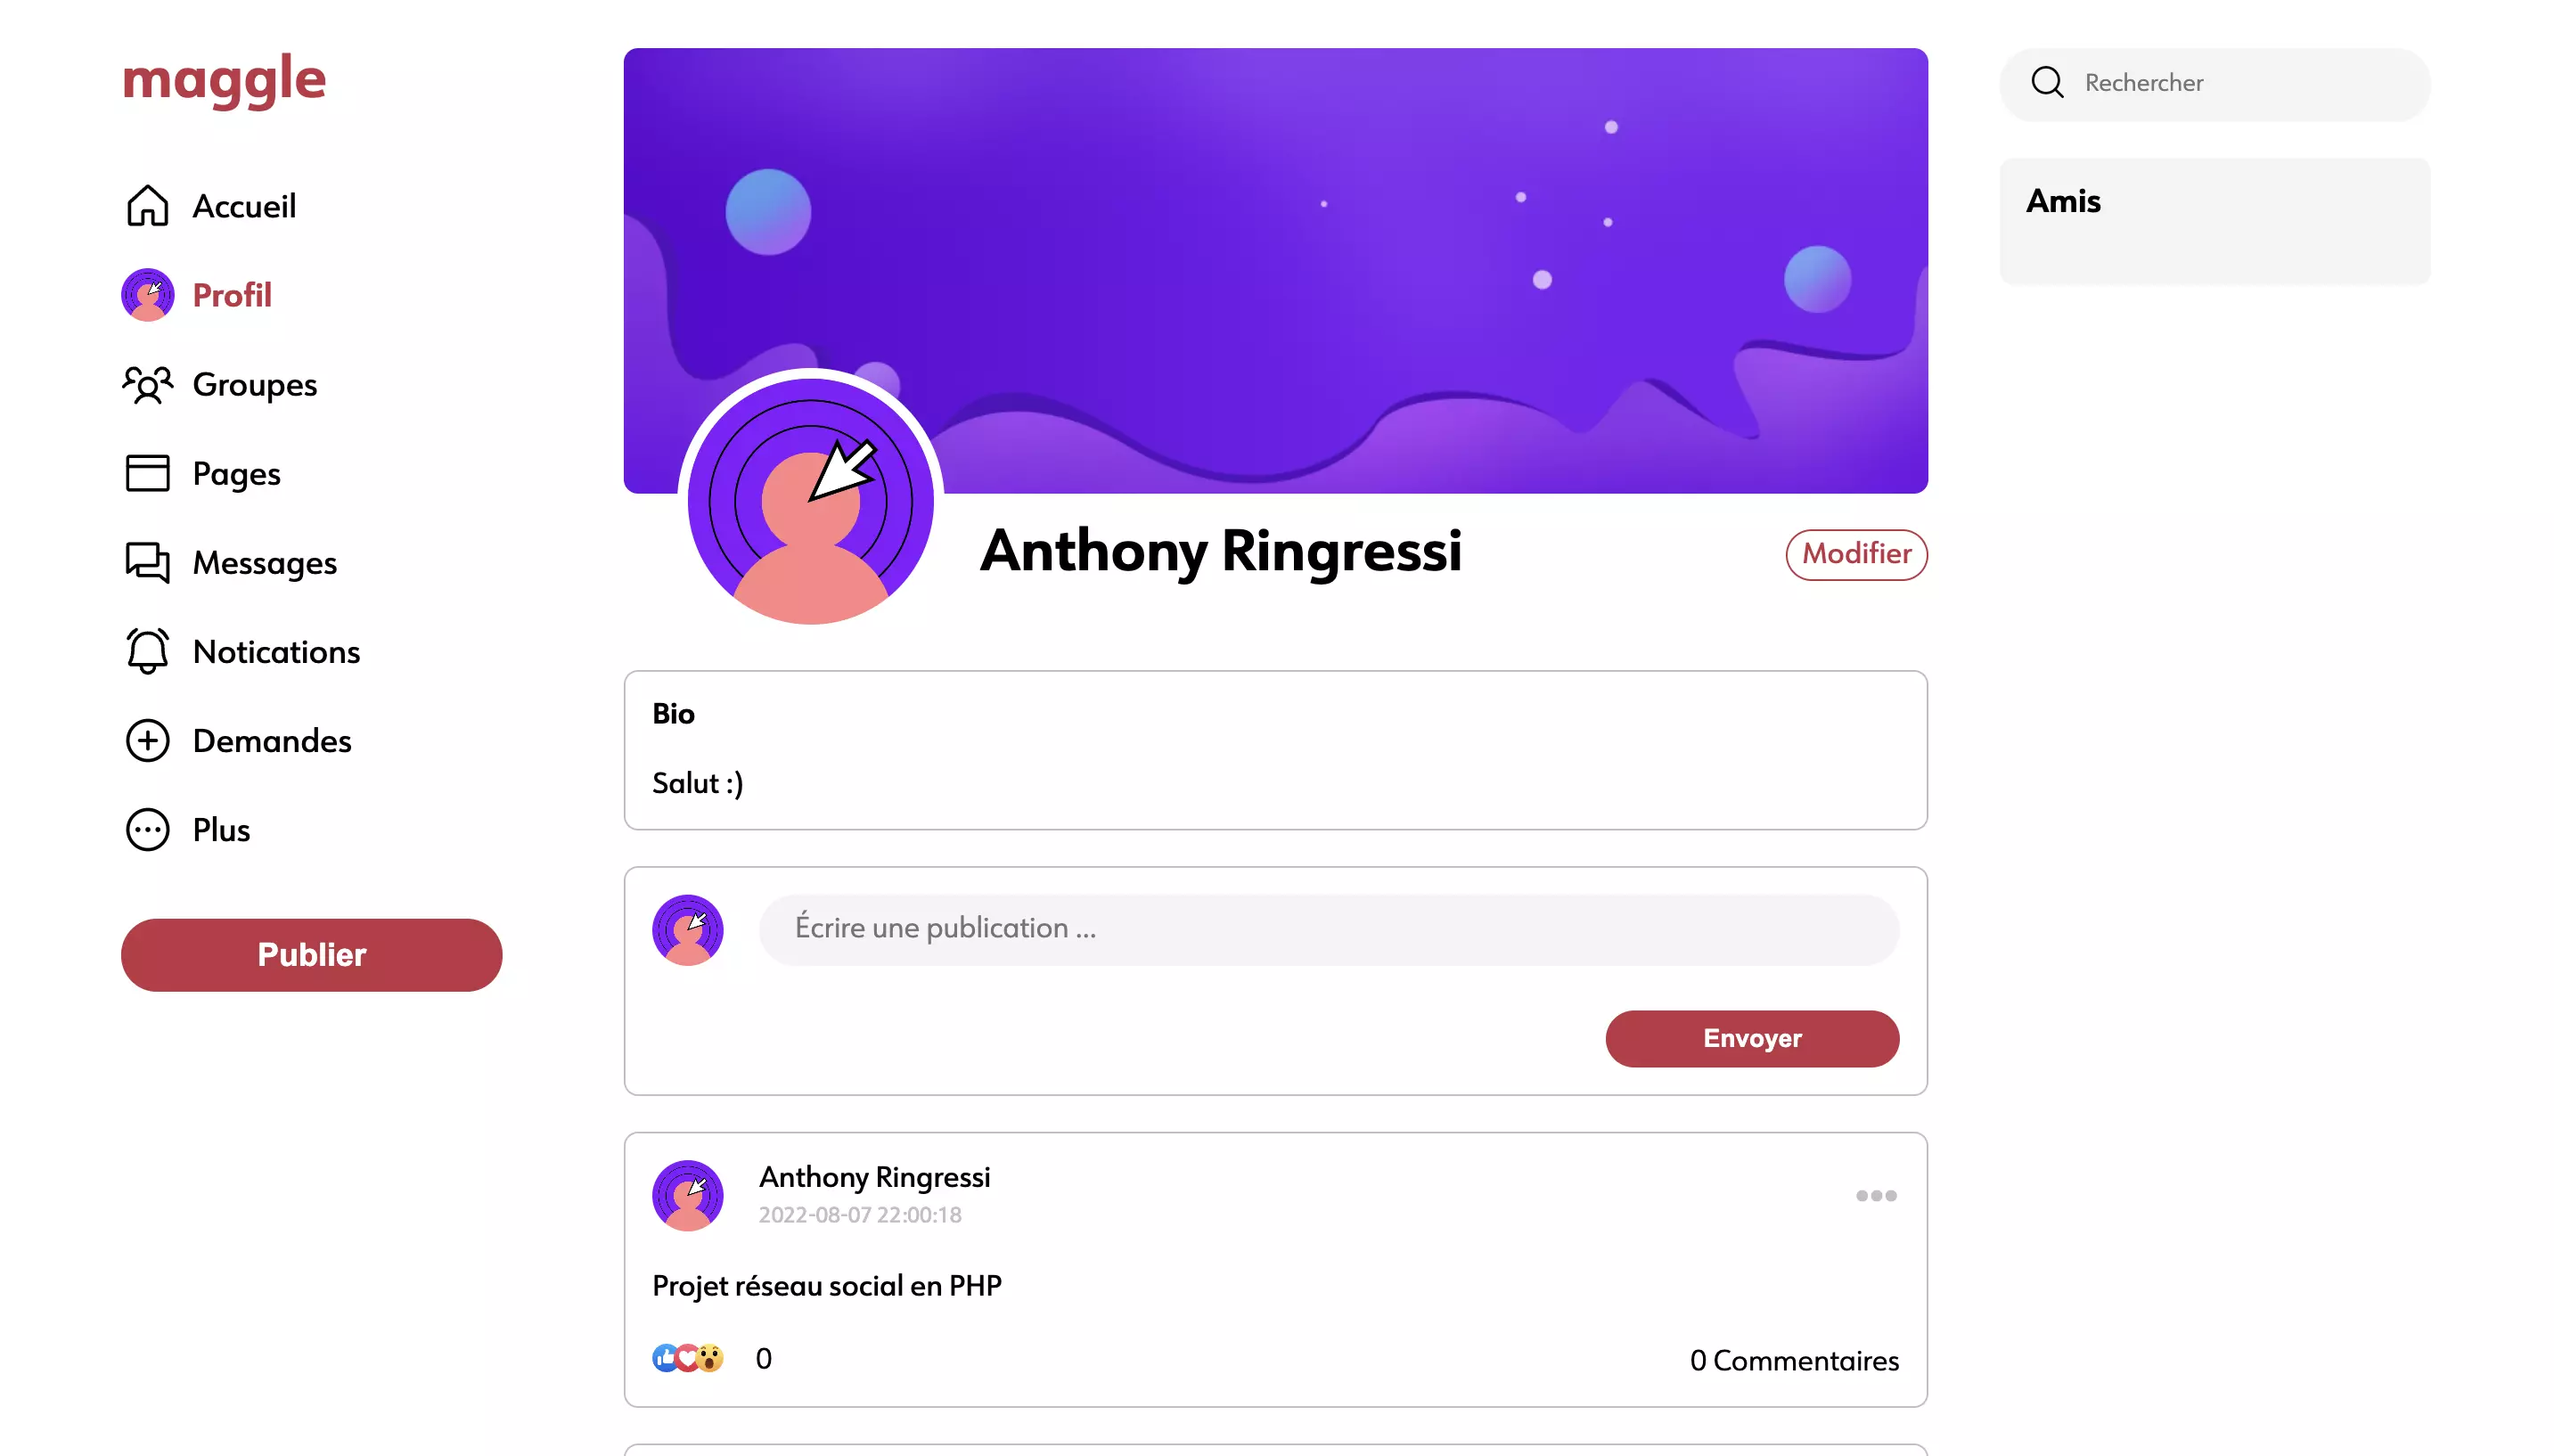 maggle
Accueil
Profil
Groupes
Pages
Messages
Notications
Demandes
Plus
Publier
Anthony Ringressi
Modifier
Bio
Salut :)
Écrire une publication ...
Envoyer
Anthony Ringressi
2022-08-07 22:00:18
Projet réseau social en PHP
0
0 Commentaires
Rechercher
Amis